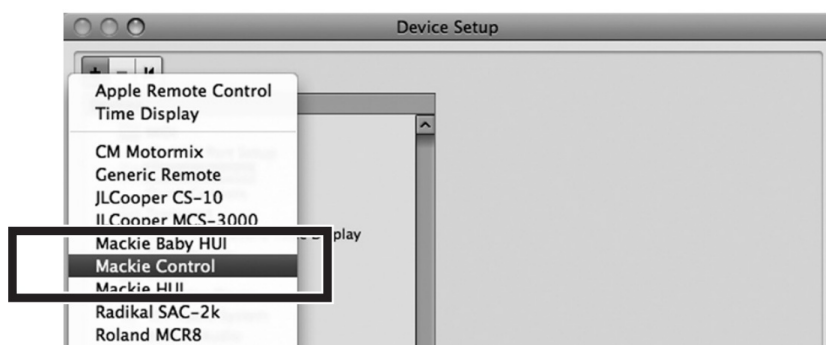 Device Setup
+ − |◀
Apple Remote Control
Time Display
CM Motormix
Generic Remote
JLCooper CS-10
JLCooper MCS-3000
Mackie Baby HUI
Display
Mackie Control
Mackie HUI
Radikal SAC-2k
Roland MCR8